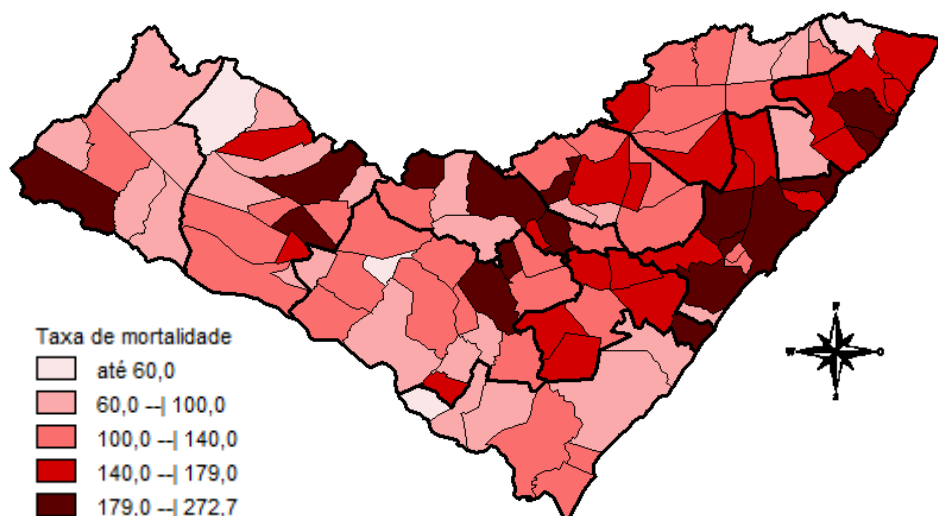 Taxa de mortalidade
até 60,0
60,0 --| 100,0
100,0 --| 140,0
140,0 --| 179,0
179,0 --| 272,7